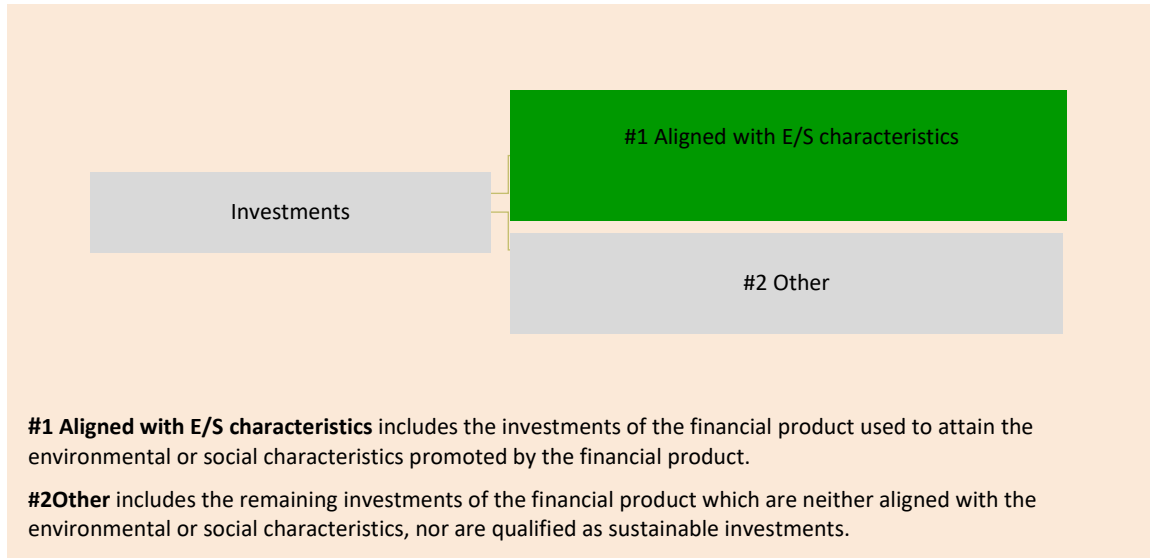 #1 Aligned with E/S characteristics
Investments
#2 Other
#1 Aligned with E/S characteristics includes the investments of the financial product used to attain the
environmental or social characteristics promoted by the financial product.
#2Other includes the remaining investments of the financial product which are neither aligned with the
environmental or social characteristics, nor are qualified as sustainable investments.